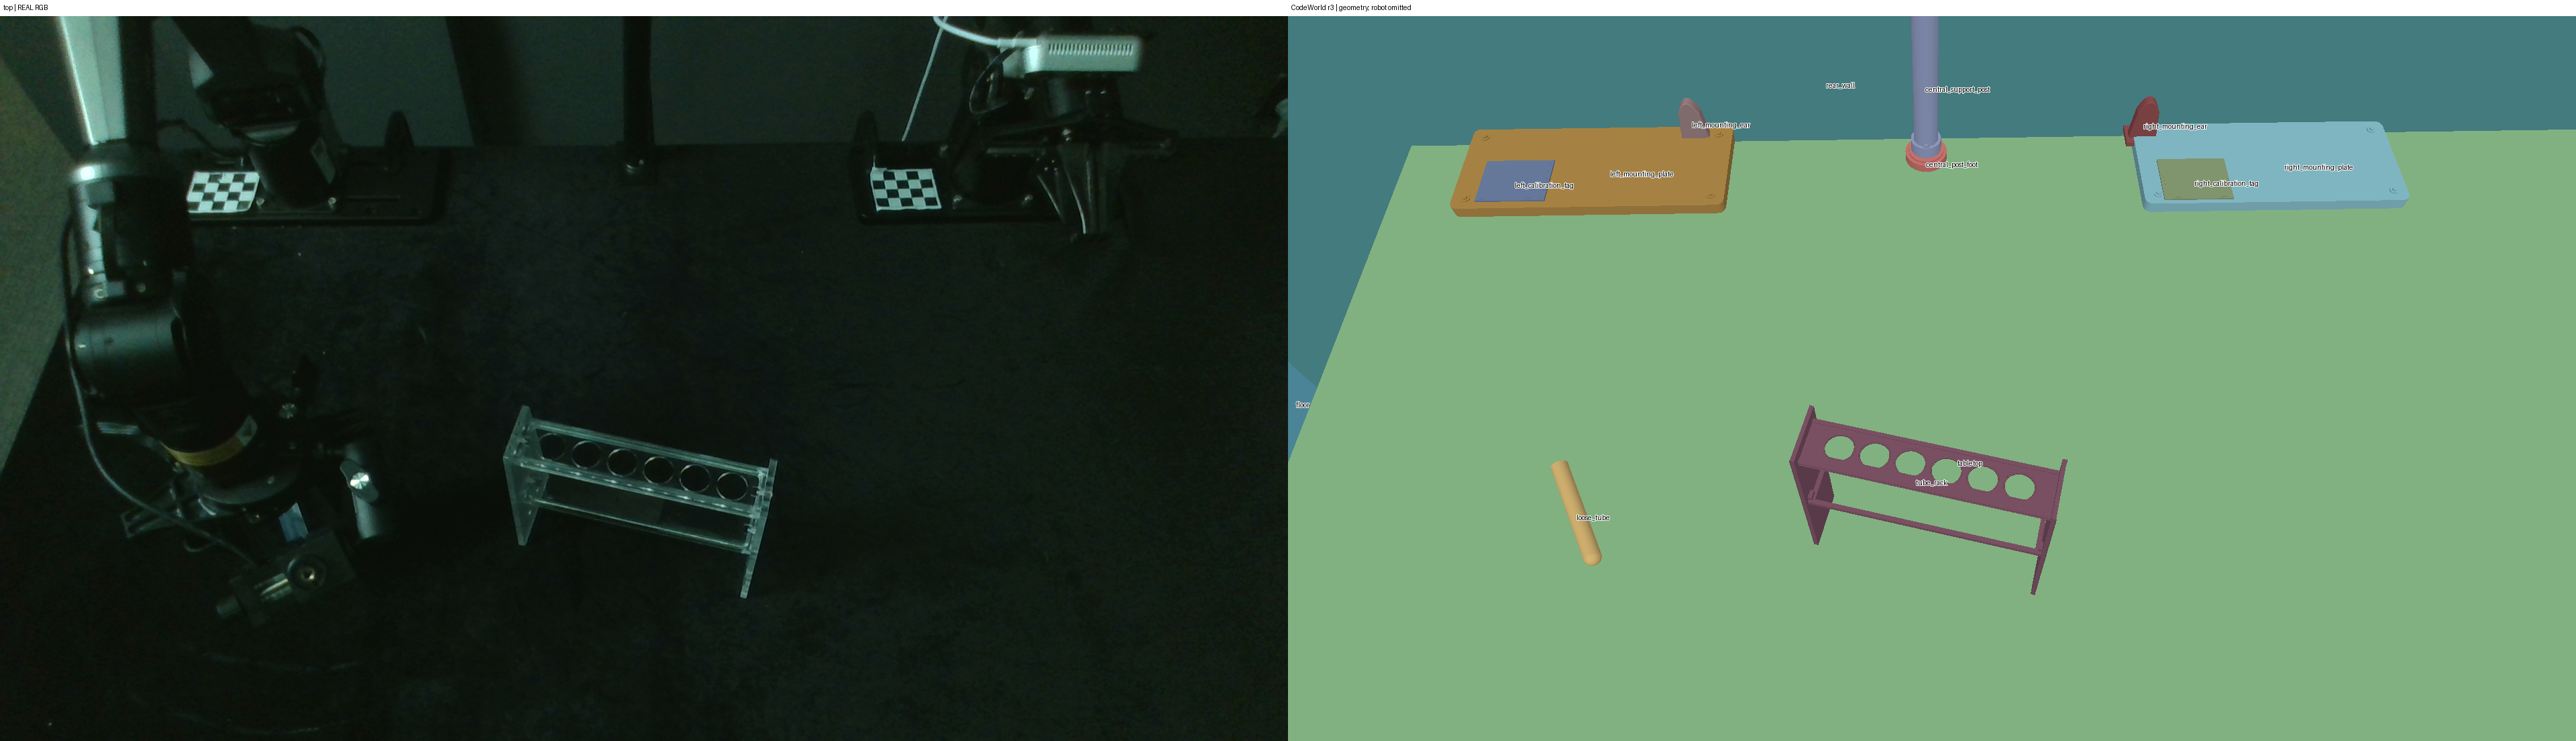 top | REAL RGB
CodeWorld r3 | geometry, robot omitted
rear_wall
central_support_post
left_mounting_ear
right_mounting_ear
central_post_foot
left_mounting_plate
right_mounting_plate
left_calibration_tag
right_calibration_tag
floor
tabletop
tube_rack
loose_tube